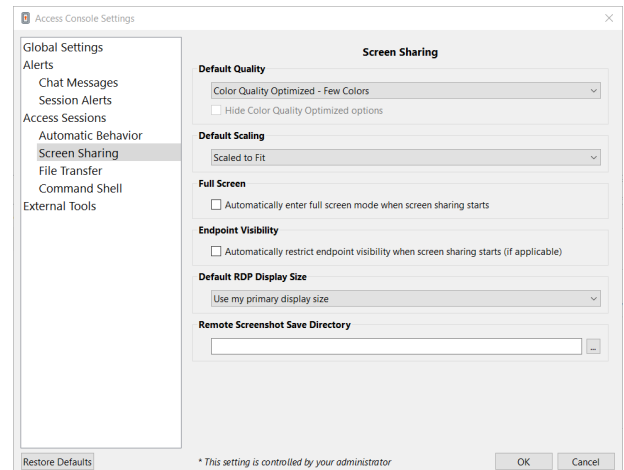 Access Console Settings
Global Settings
Alerts
Chat Messages
Session Alerts
Access Sessions
Automatic Behavior
Screen Sharing
File Transfer
Command Shell
External Tools
Screen Sharing
Default Quality
Color Quality Optimized - Few Colors
Hide Color Quality Optimized options
Default Scaling
Scaled to Fit
Full Screen
Automatically enter full screen mode when screen sharing starts
Endpoint Visibility
Automatically restrict endpoint visibility when screen sharing starts (if applicable)
Default RDP Display Size
Use my primary display size
Remote Screenshot Save Directory
...
Restore Defaults
* This setting is controlled by your administrator
OK
Cancel